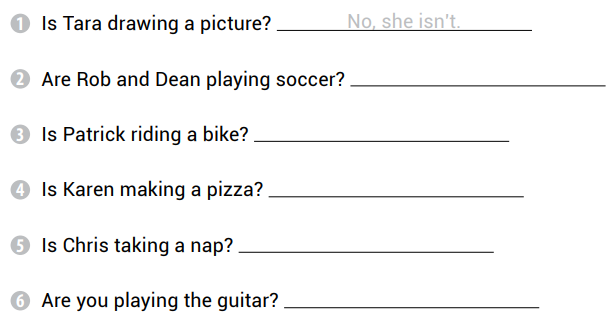 1 Is Tara drawing a picture? No, she isn't.
2 Are Rob and Dean playing soccer?
3 Is Patrick riding a bike?
4 Is Karen making a pizza?
5 Is Chris taking a nap?
6 Are you playing the guitar?